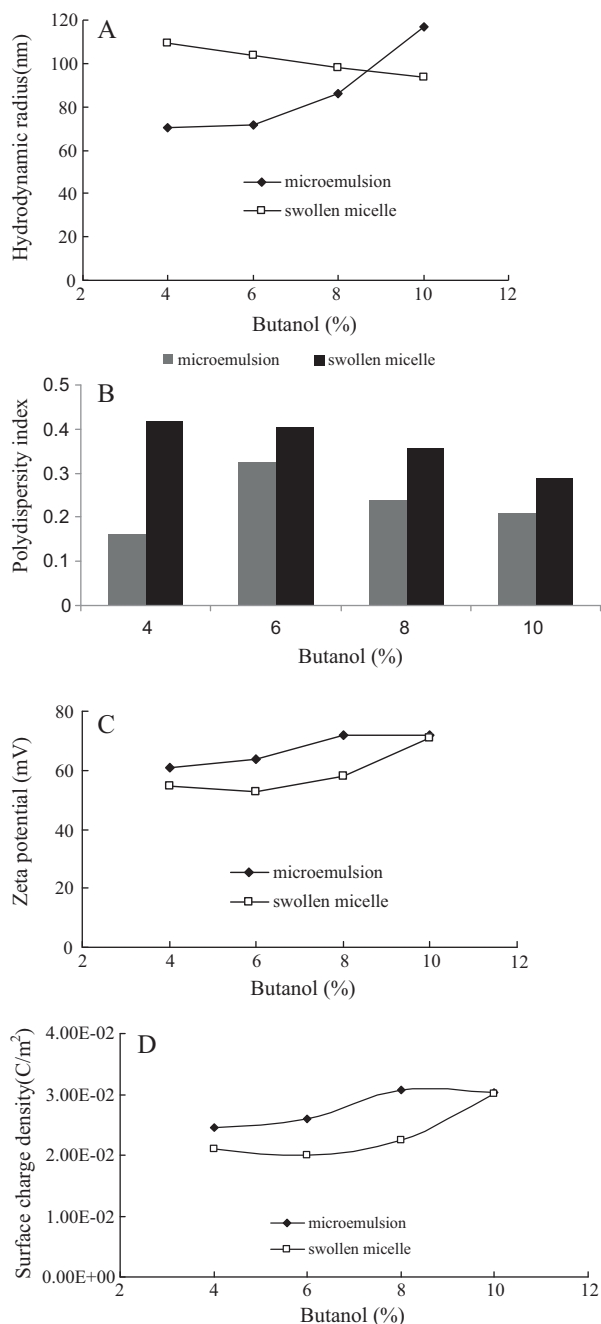 A
Hydrodynamic radius(nm)
120
100
80
60
40
20
0
microemulsion
swollen micelle
2 4 6 8 10 12
Butanol (%)
microemulsion swollen micelle
B
Polydispersity index
0.5
0.4
0.3
0.2
0.1
0
4 6 8 10
Butanol (%)
C
Zeta potential (mV)
80
60
40
20
0
microemulsion
swollen micelle
2 4 6 8 10 12
Butanol (%)
D
Surface charge density(C/m²)
4.00E-02
3.00E-02
2.00E-02
1.00E-02
0.00E+00
microemulsion
swollen micelle
2 4 6 8 10 12
Butanol (%)